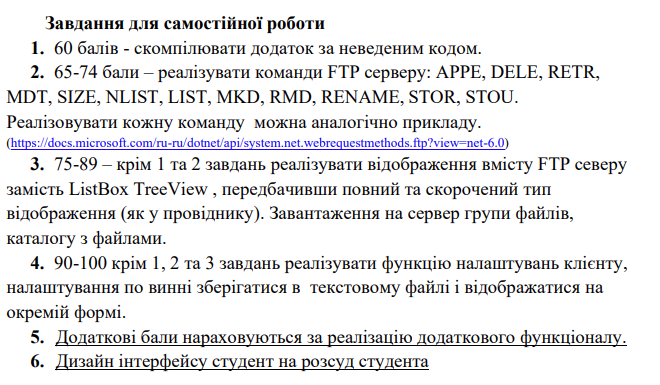 Завдання для самостійної роботи
1. 60 балів - скомпілювати додаток за неведеним кодом.
2. 65-74 бали – реалізувати команди FTP серверу: APPE, DELE, RETR,
MDT, SIZE, NLIST, LIST, MKD, RMD, RENAME, STOR, STOU.
Реалізовувати кожну команду можна аналогічно прикладу.
(https://docs.microsoft.com/ru-ru/dotnet/api/system.net.webrequestmethods.ftp?view=net-6.0)
3. 75-89 – крім 1 та 2 завдань реалізувати відображення вмісту FTP северу
замість ListBox TreeView , передбачивши повний та скорочений тип
відображення (як у провіднику). Завантаження на сервер групи файлів,
каталогу з файлами.
4. 90-100 крім 1, 2 та 3 завдань реалізувати функцію налаштувань клієнту,
налаштування по винні зберігатися в текстовому файлі і відображатися на
окремій формі.
5. Додаткові бали нараховуються за реалізацію додаткового функціоналу.
6. Дизайн інтерфейсу студент на розсуд студента